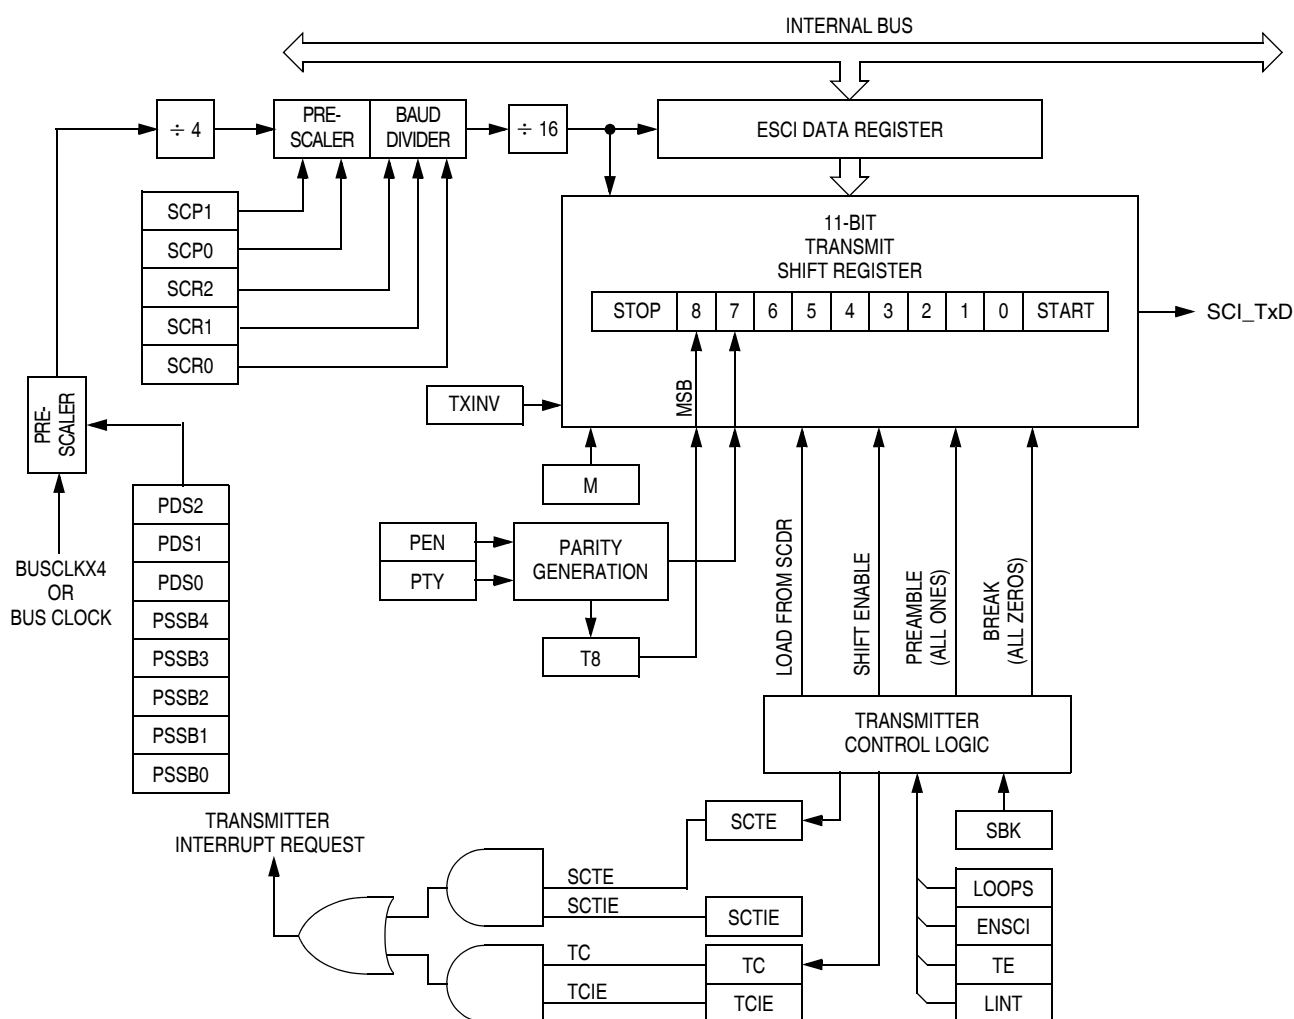 INTERNAL BUS
÷ 4
PRE-
SCALER
BAUD
DIVIDER
÷ 16
ESCI DATA REGISTER
SCP1
SCP0
SCR2
SCR1
SCR0
11-BIT
TRANSMIT
SHIFT REGISTER
STOP 8 7 6 5 4 3 2 1 0 START
SCI_TxD
MSB
TXINV
PRE-
SCALER
M
PDS2
PDS1
PDS0
PSSB4
PSSB3
PSSB2
PSSB1
PSSB0
BUSCLKX4
OR
BUS CLOCK
PEN
PTY
PARITY
GENERATION
T8
LOAD FROM SCDR
SHIFT ENABLE
PREAMBLE
(ALL ONES)
BREAK
(ALL ZEROS)
TRANSMITTER
CONTROL LOGIC
TRANSMITTER
INTERRUPT REQUEST
SCTE
SBK
SCTE
SCTIE
SCTIE
TC
TC
TCIE
TCIE
LOOPS
ENSCI
TE
LINT